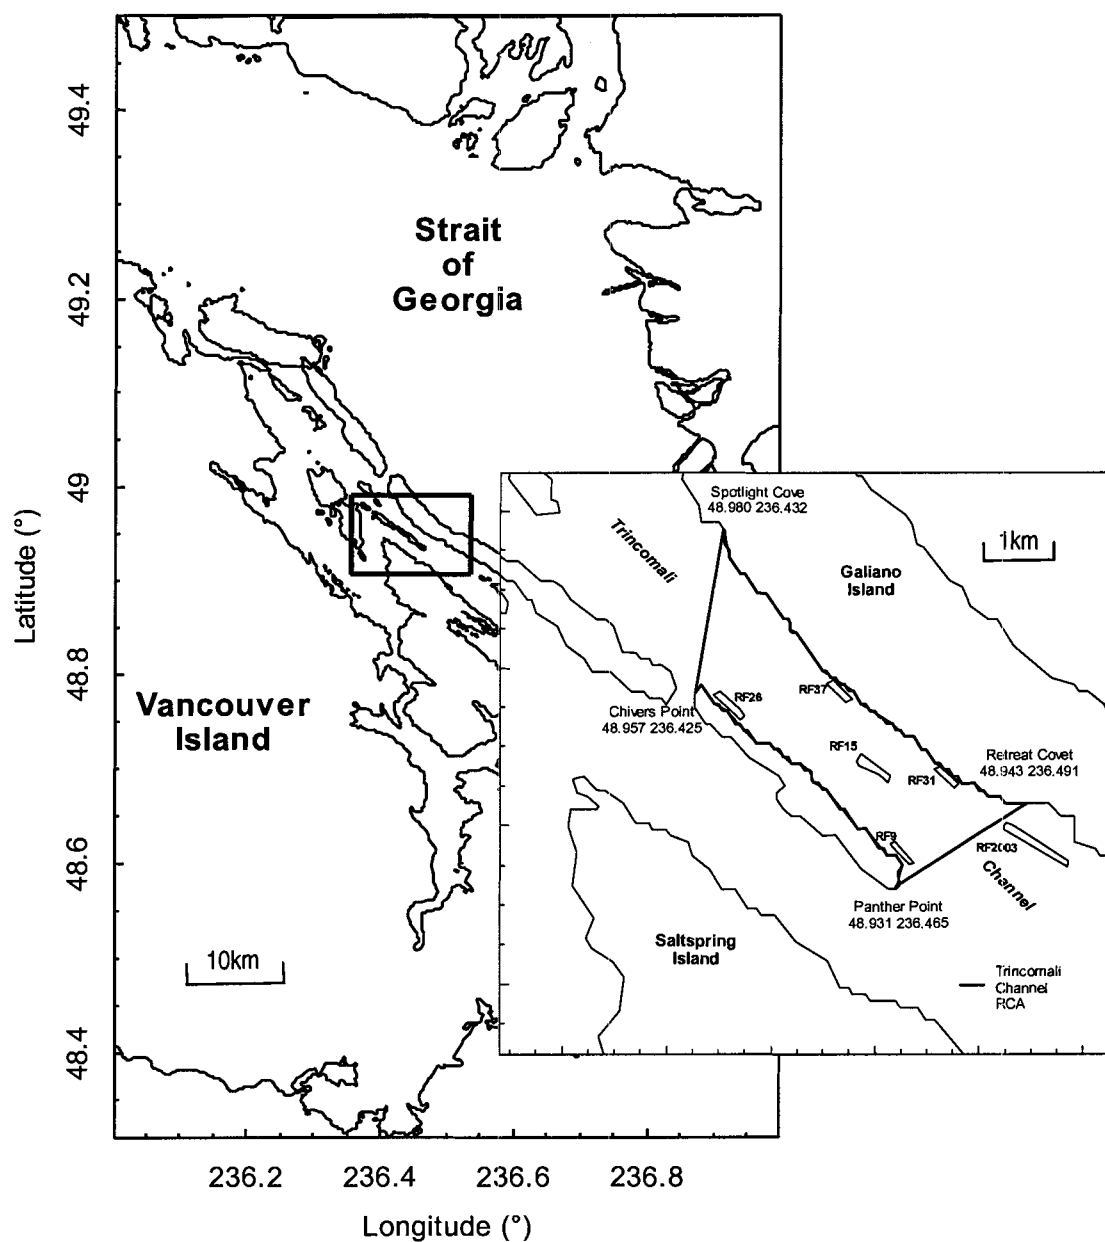 49.4
49.2
49
48.8
48.6
48.4
Latitude (°)
236.2
236.4
236.6
236.8
Longitude (°)
Strait
of
Georgia
Vancouver
Island
10km
Spotlight Cove
48.980 236.432
1km
Trincomali
Galiano
Island
RF26
RF37
Chivers Point
48.957 236.425
RF15
Retreat Covet
48.943 236.491
RF31
RF9
RF2003
Channel
Panther Point
48.931 236.465
Saltspring
Island
Trincomali
Channel
RCA